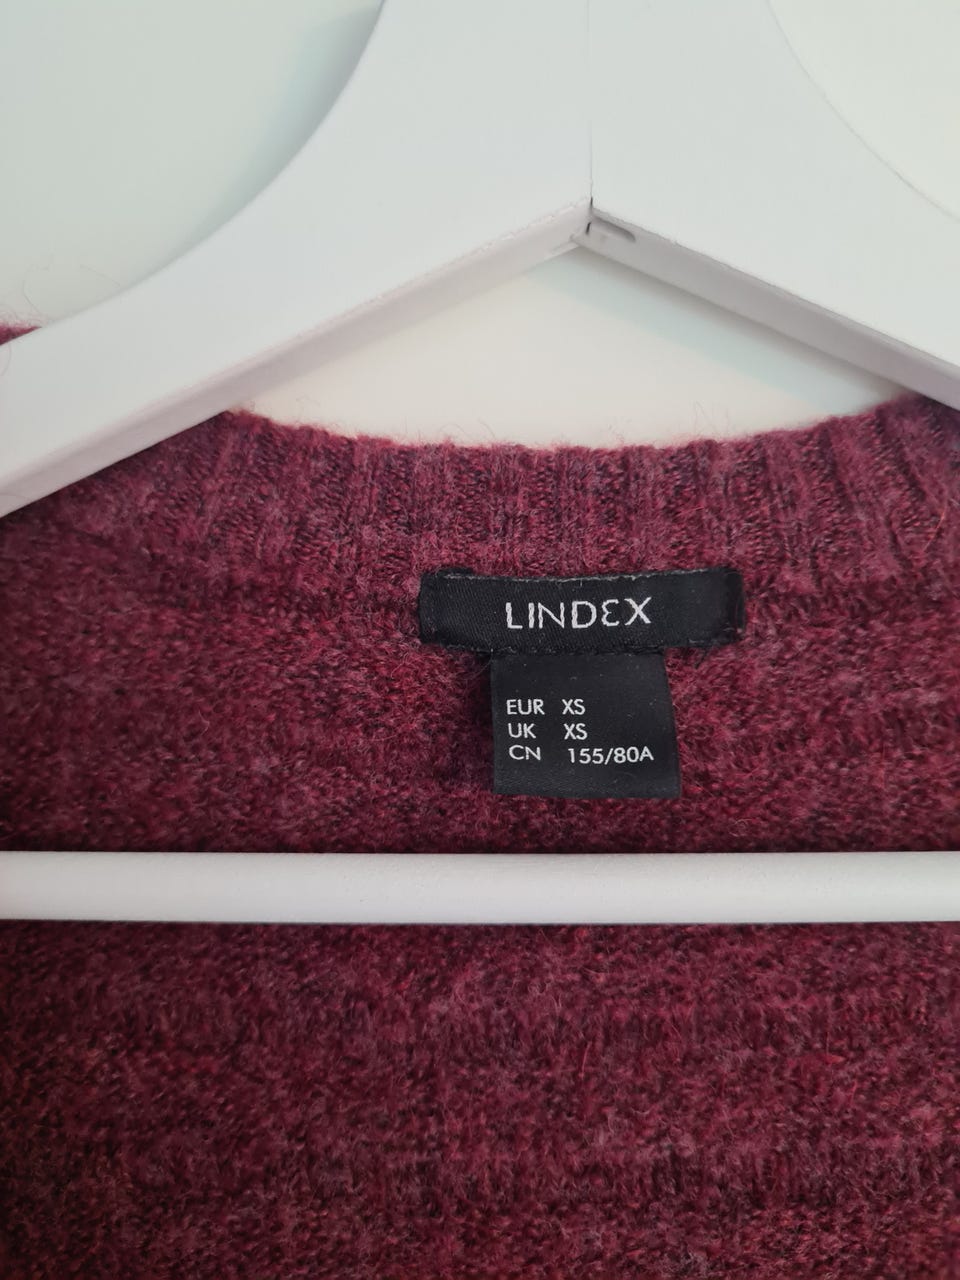 LINDEX
EUR XS
UK XS
CN 155/80A